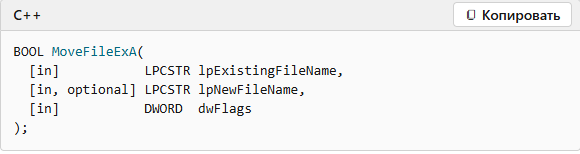 C++
Копировать
BOOL MoveFileExA(
  [in]           LPCSTR lpExistingFileName,
  [in, optional] LPCSTR lpNewFileName,
  [in]           DWORD  dwFlags
);